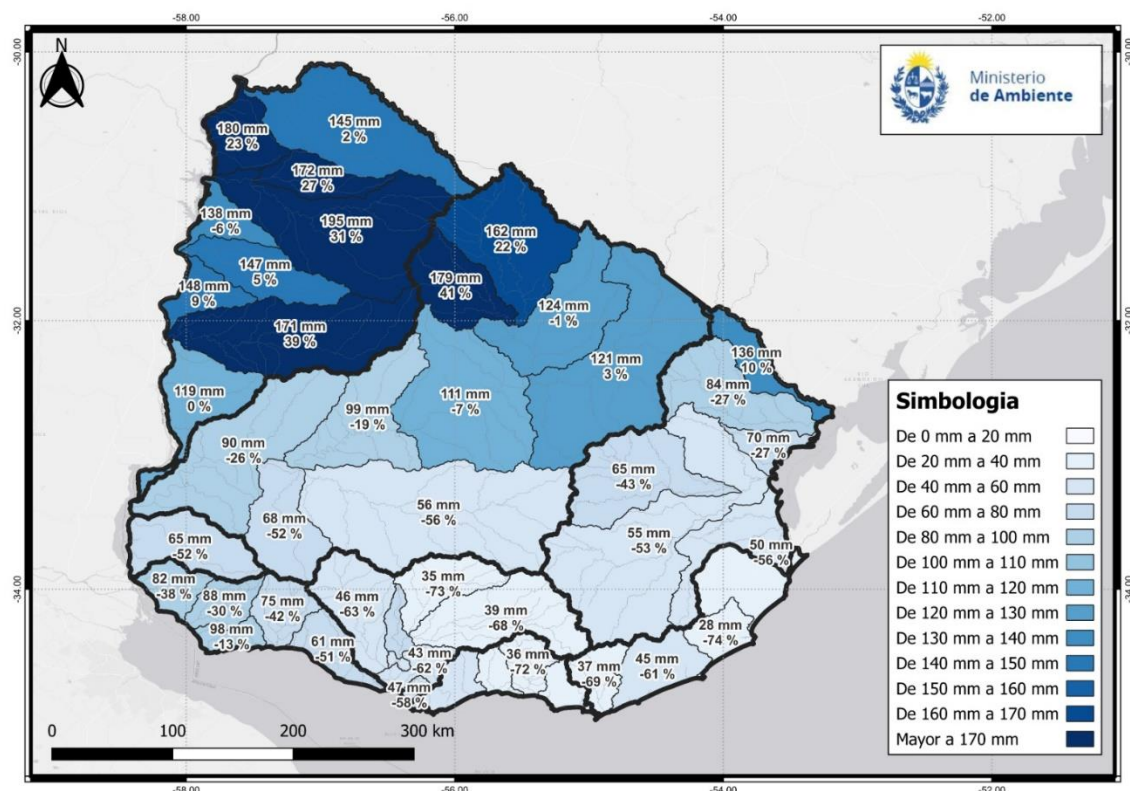 -58.00
-56.00
-54.00
-52.00
-30.00
-30.00
N
Ministerio
de Ambiente
180 mm
23 %
145 mm
2 %
172 mm
27 %
138 mm
-6 %
195 mm
31 %
162 mm
22 %
147 mm
5 %
148 mm
9 %
179 mm
41 %
124 mm
-1 %
-32.00
-32.00
171 mm
39 %
121 mm
3 %
136 mm
10 %
84 mm
-27 %
119 mm
0 %
99 mm
-19 %
111 mm
-7 %
90 mm
-26 %
70 mm
-27 %
65 mm
-43 %
56 mm
-56 %
68 mm
-52 %
65 mm
-52 %
55 mm
-53 %
50 mm
-56 %
-34.00
-34.00
82 mm
-38 %
88 mm
-30 %
75 mm
-42 %
46 mm
-63 %
35 mm
-73 %
39 mm
-68 %
98 mm
-13 %
61 mm
-51 %
43 mm
-62 %
36 mm
-72 %
37 mm
-69 %
45 mm
-61 %
28 mm
-74 %
47 mm
-58 %
Simbologia
De 0 mm a 20 mm
De 20 mm a 40 mm
De 40 mm a 60 mm
De 60 mm a 80 mm
De 80 mm a 100 mm
De 100 mm a 110 mm
De 110 mm a 120 mm
De 120 mm a 130 mm
De 130 mm a 140 mm
De 140 mm a 150 mm
De 150 mm a 160 mm
De 160 mm a 170 mm
Mayor a 170 mm
0 100 200 300 km
-58.00
-56.00
-54.00
-52.00